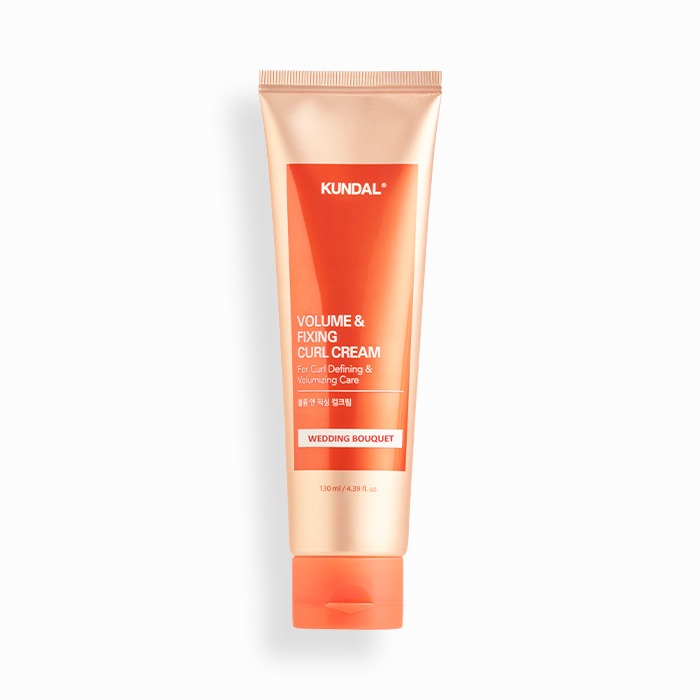 KUNDAL®
VOLUME &
FIXING
CURL CREAM
For Curl Defining &
Volumizing Care
볼륨 앤 픽싱 컬크림
WEDDING BOUQUET
130 ml / 4.39 fl. oz.